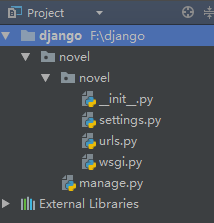 Project
django F:\django
novel
novel
__init__.py
settings.py
urls.py
wsgi.py
manage.py
External Libraries